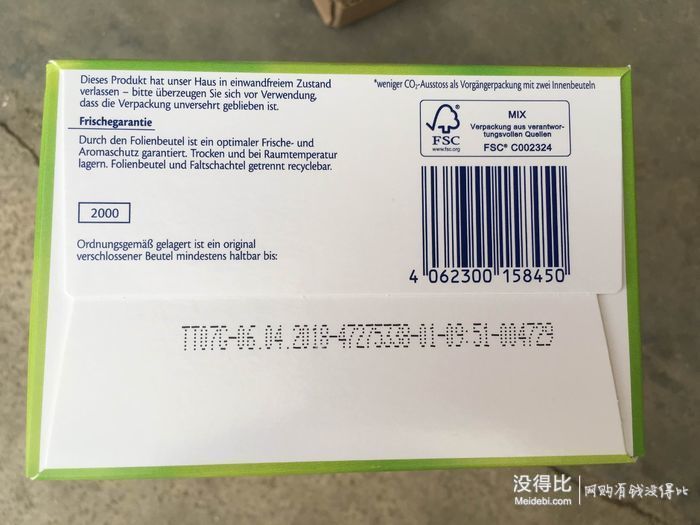 Dieses Produkt hat unser Haus in einwandfreiem Zustand
verlassen – bitte überzeugen Sie sich vor Verwendung,
dass die Verpackung unversehrt geblieben ist.
Frischegarantie
Durch den Folienbeutel ist ein optimaler Frische- und
Aromaschutz garantiert. Trocken und bei Raumtemperatur
lagern. Folienbeutel und Faltschachtel getrennt recyclebar.
2000
Ordnungsgemäß gelagert ist ein original
verschlossener Beutel mindestens haltbar bis:
*weniger CO₂-Ausstoss als Vorgängerpackung mit zwei Innenbeuteln
FSC
www.fsc.org
MIX
Verpackung aus verantwor-
tungsvollen Quellen
FSC® C002324
4 062300 158450
TT07G-06.04.2018-47275338-01-09:51-004729
没得比
Meidebi.com
网购有钱没得比